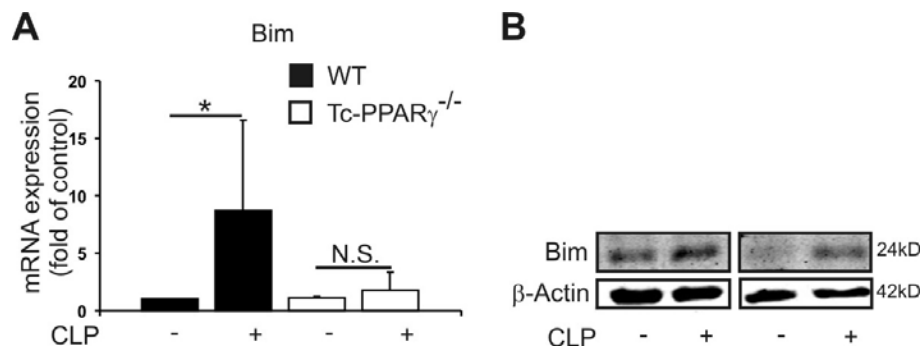 A
Bim
WT
Tc-PPARγ-/-
mRNA expression
(fold of control)
20
15
10
5
0
*
N.S.
CLP - + - +
B
Bim
24kD
β-Actin
42kD
CLP - + - +